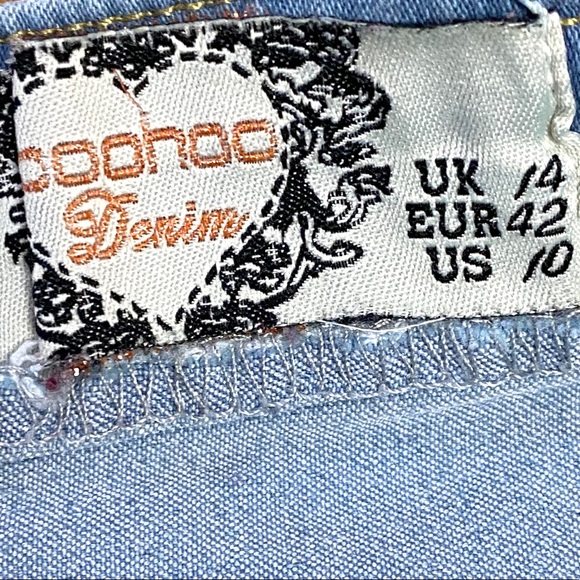 boohoo
Denim
UK 14
EUR 42
US 10